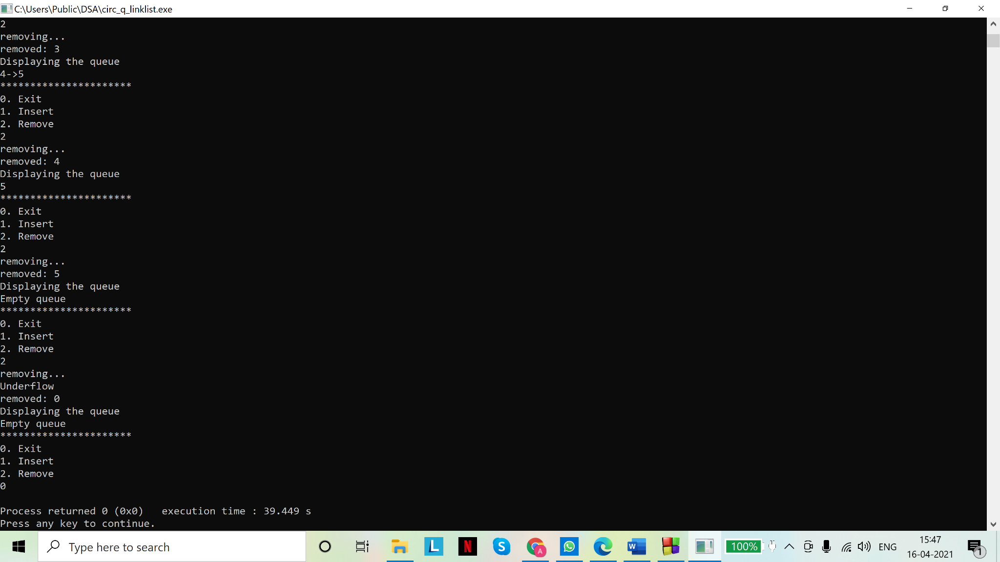 C:\Users\Public\DSA\circ_q_linklist.exe
2
removing...
removed: 3
Displaying the queue
4->5
**********************
0. Exit
1. Insert
2. Remove
2
removing...
removed: 4
Displaying the queue
5
**********************
0. Exit
1. Insert
2. Remove
2
removing...
removed: 5
Displaying the queue
Empty queue
**********************
0. Exit
1. Insert
2. Remove
2
removing...
Underflow
removed: 0
Displaying the queue
Empty queue
**********************
0. Exit
1. Insert
2. Remove
0
Process returned 0 (0x0)   execution time : 39.449 s
Press any key to continue.
Type here to search
L
N
S
A
W
100%
ENG
15:47
16-04-2021
1